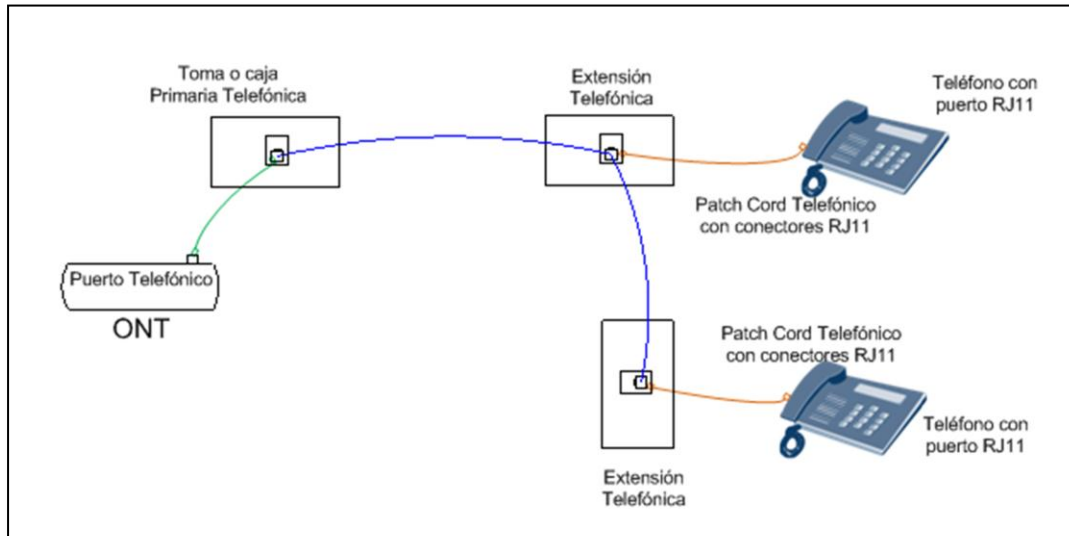 Toma o caja
Primaria Telefónica
Extensión
Telefónica
Teléfono con
puerto RJ11
Patch Cord Telefónico
con conectores RJ11
Puerto Telefónico
ONT
Patch Cord Telefónico
con conectores RJ11
Teléfono con
puerto RJ11
Extensión
Telefónica